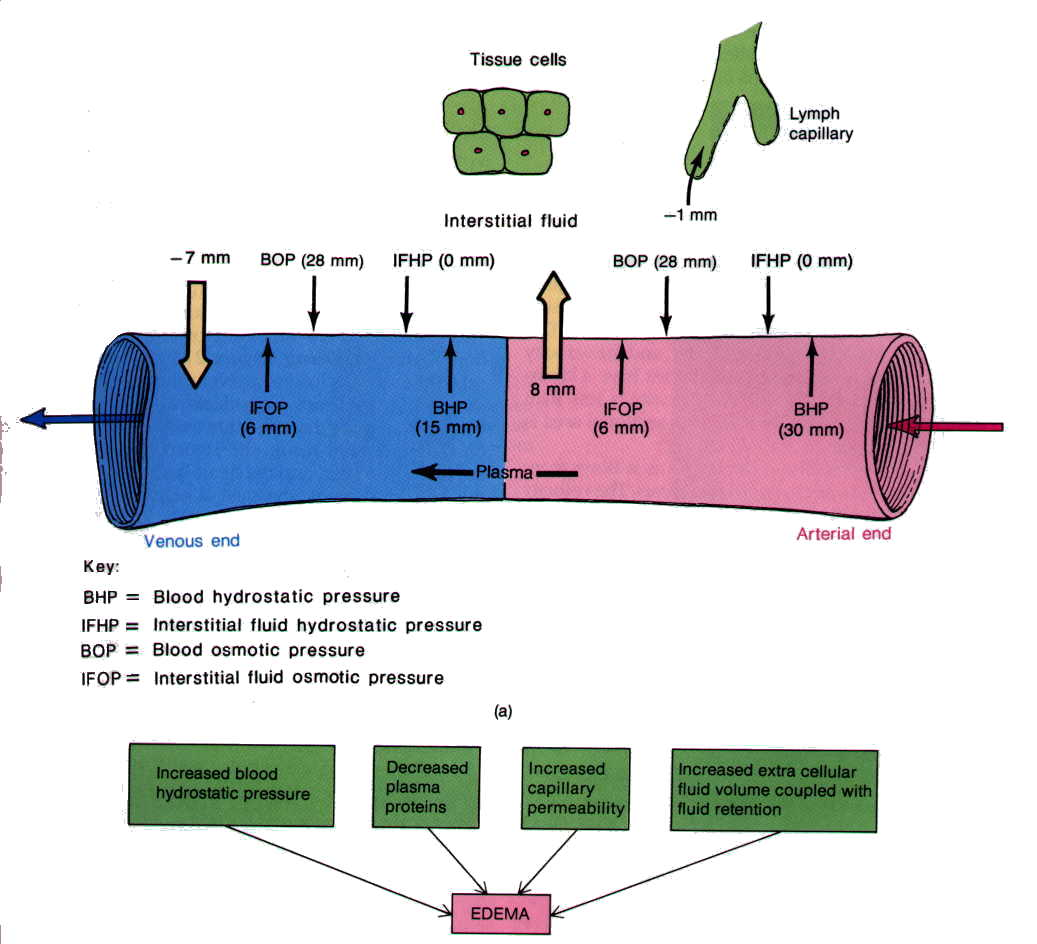 Tissue cells
Lymph
capillary
−1 mm
Interstitial fluid
−7 mm
BOP (28 mm)
IFHP (0 mm)
BOP (28 mm)
IFHP (0 mm)
8 mm
IFOP
(6 mm)
BHP
(15 mm)
IFOP
(6 mm)
BHP
(30 mm)
Plasma
Venous end
Arterial end
Key:
BHP = Blood hydrostatic pressure
IFHP = Interstitial fluid hydrostatic pressure
BOP = Blood osmotic pressure
IFOP = Interstitial fluid osmotic pressure
(a)
Increased blood
hydrostatic pressure
Decreased
plasma
proteins
Increased
capillary
permeability
Increased extra cellular
fluid volume coupled with
fluid retention
EDEMA